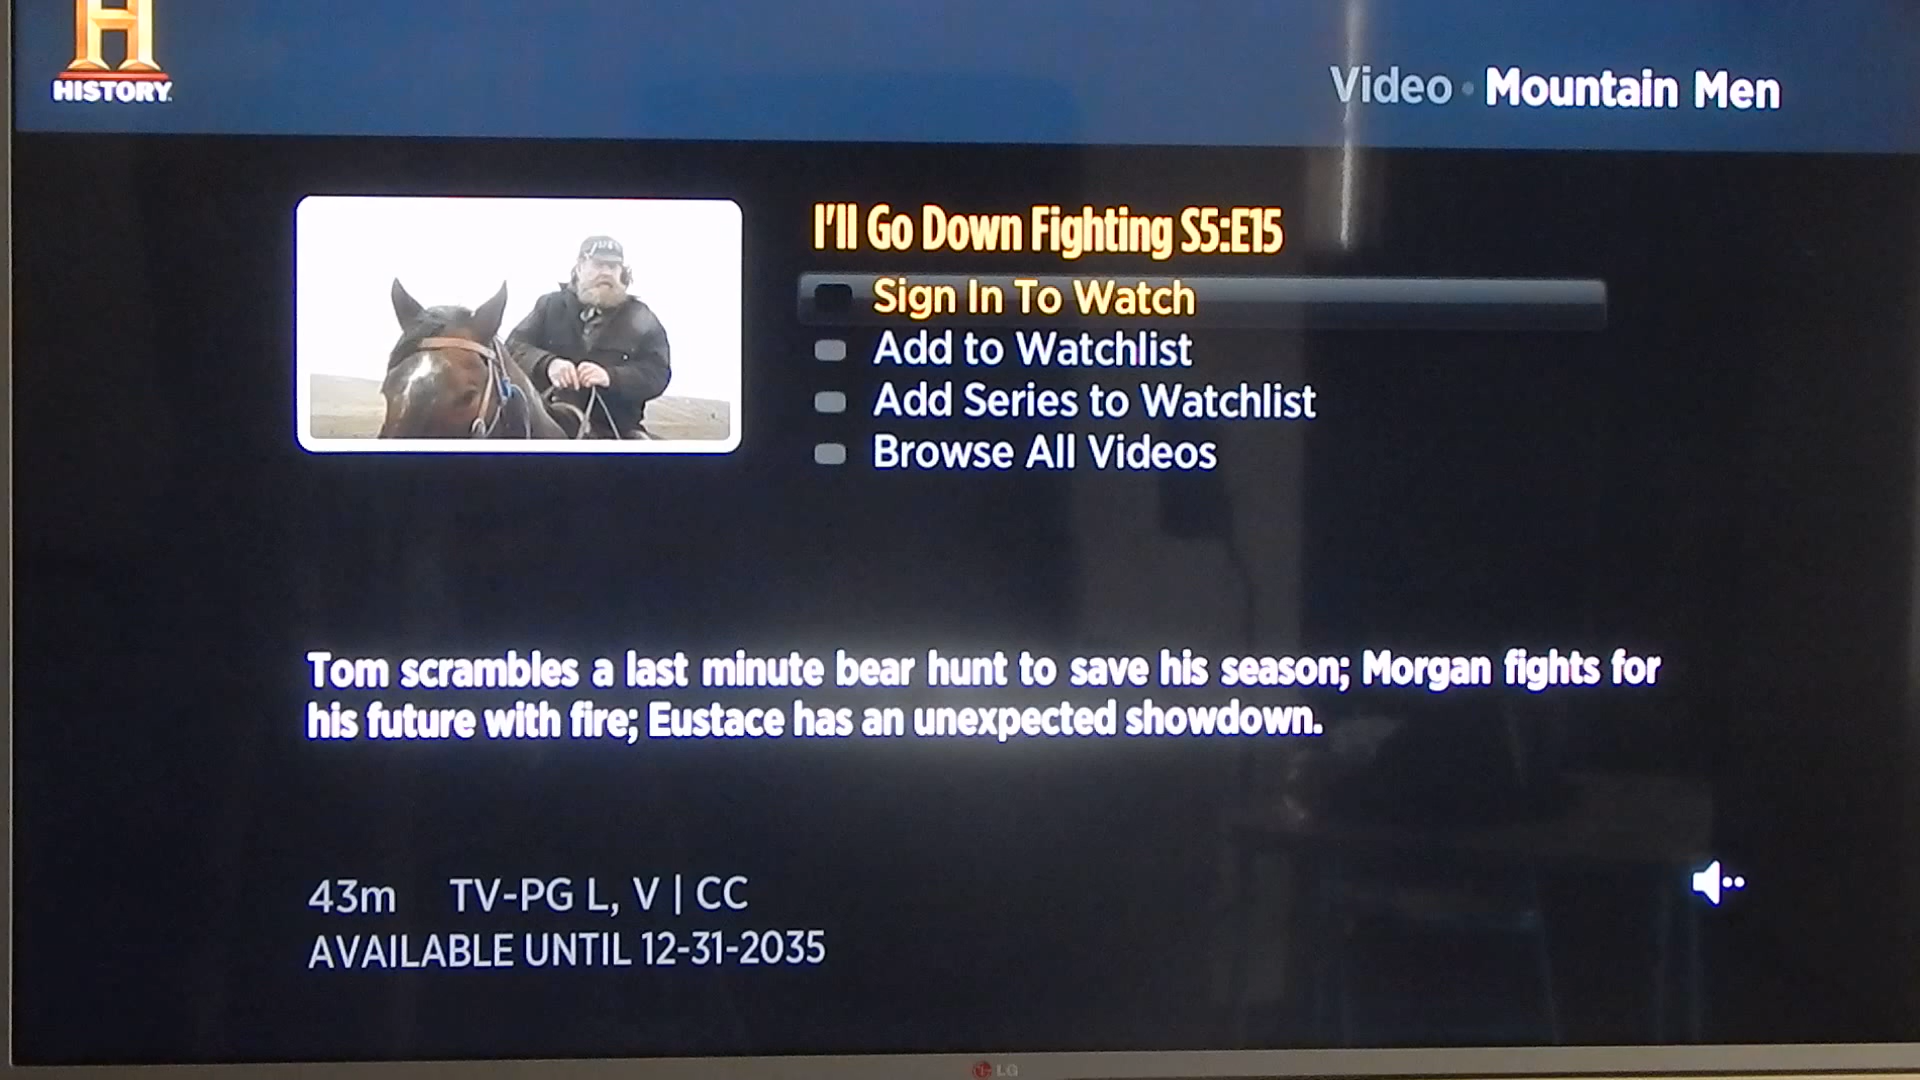 H
HISTORY
Video • Mountain Men
I'll Go Down Fighting S5:E15
Sign In To Watch
Add to Watchlist
Add Series to Watchlist
Browse All Videos
Tom scrambles a last minute bear hunt to save his season; Morgan fights for
his future with fire; Eustace has an unexpected showdown.
43m TV-PG L, V | CC
AVAILABLE UNTIL 12-31-2035
LG